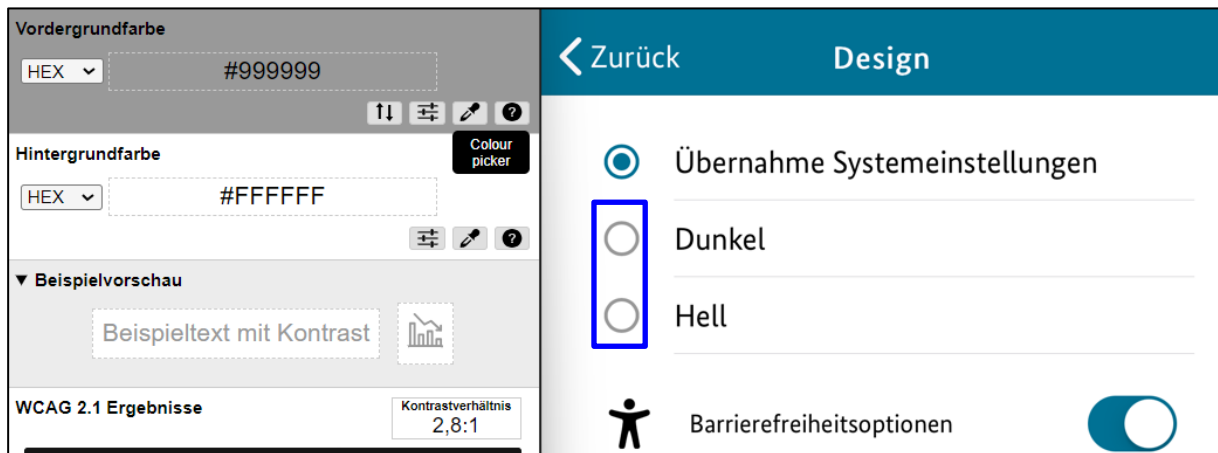 Vordergrundfarbe
HEX
#999999
?
Hintergrundfarbe
Colour
picker
HEX
#FFFFFF
?
Beispielvorschau
Beispieltext mit Kontrast
WCAG 2.1 Ergebnisse
Kontrastverhältnis
2,8:1
Zurück
Design
Übernahme Systemeinstellungen
Dunkel
Hell
Barrierefreiheitsoptionen